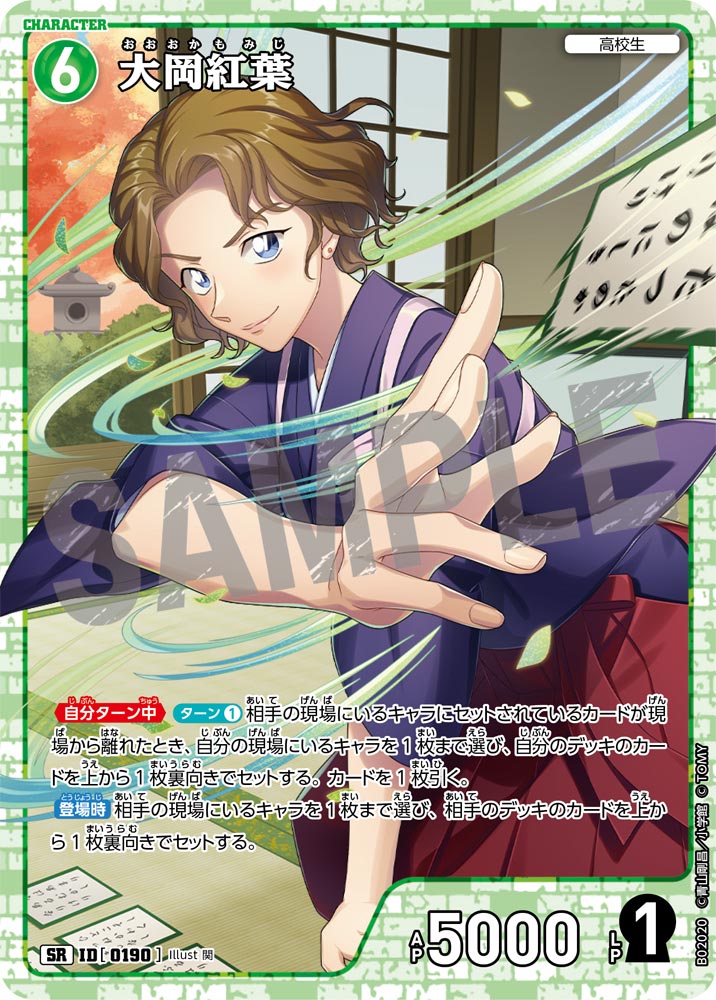 CHARACTER
6
おおおかもみじ
大岡紅葉
高校生
SAMPLE
自分ターン中 ターン1 相手の現場にいるキャラにセットされているカードが現
場から離れたとき、自分の現場にいるキャラを1枚まで選び、自分のデッキのカー
ドを上から1枚裏向きでセットする。カードを1枚引く。
登場時 相手の現場にいるキャラを1枚まで選び、相手のデッキのカードを上か
ら1枚裏向きでセットする。
AP 5000 LP 1
SR ID[0190] Illust 関
B02020 ©青山剛昌/小学館 ©TOMY